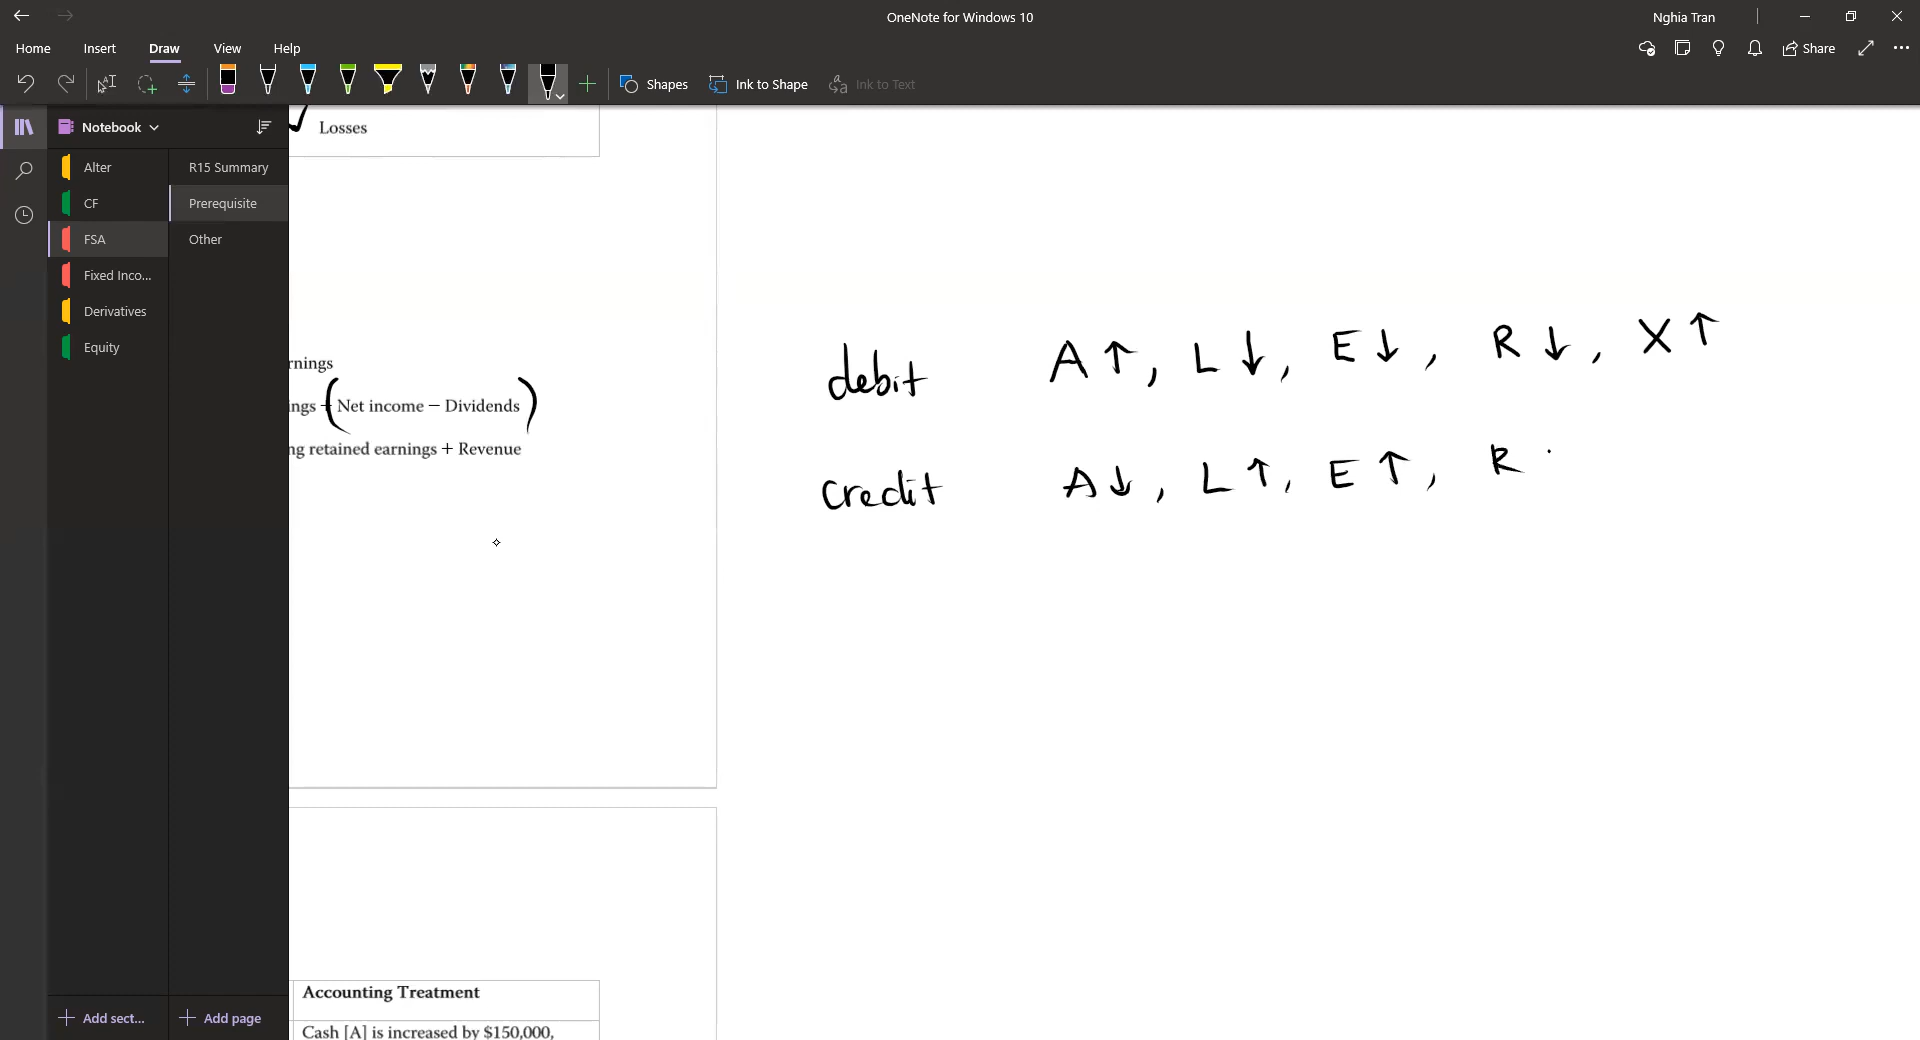 OneNote for Windows 10
Nghia Tran
Home Insert Draw View Help
Share
Shapes Ink to Shape Ink to Text
Notebook
Alter
CF
FSA
Fixed Inco...
Derivatives
Equity
R15 Summary
Prerequisite
Other
Add sect...
Add page
Losses
rnings
ings + (Net income − Dividends)
ng retained earnings + Revenue
Accounting Treatment
Cash [A] is increased by $150,000,
debit A↑, L↓, E↓, R↓, X↑
credit A↓, L↑, E↑, R